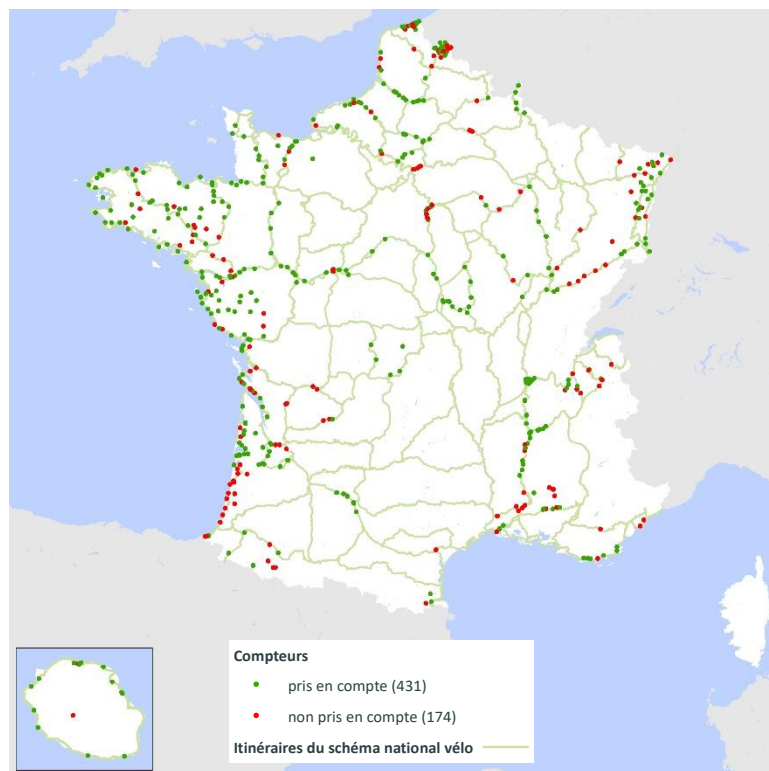 Compteurs
pris en compte (431)
non pris en compte (174)
Itinéraires du schéma national vélo